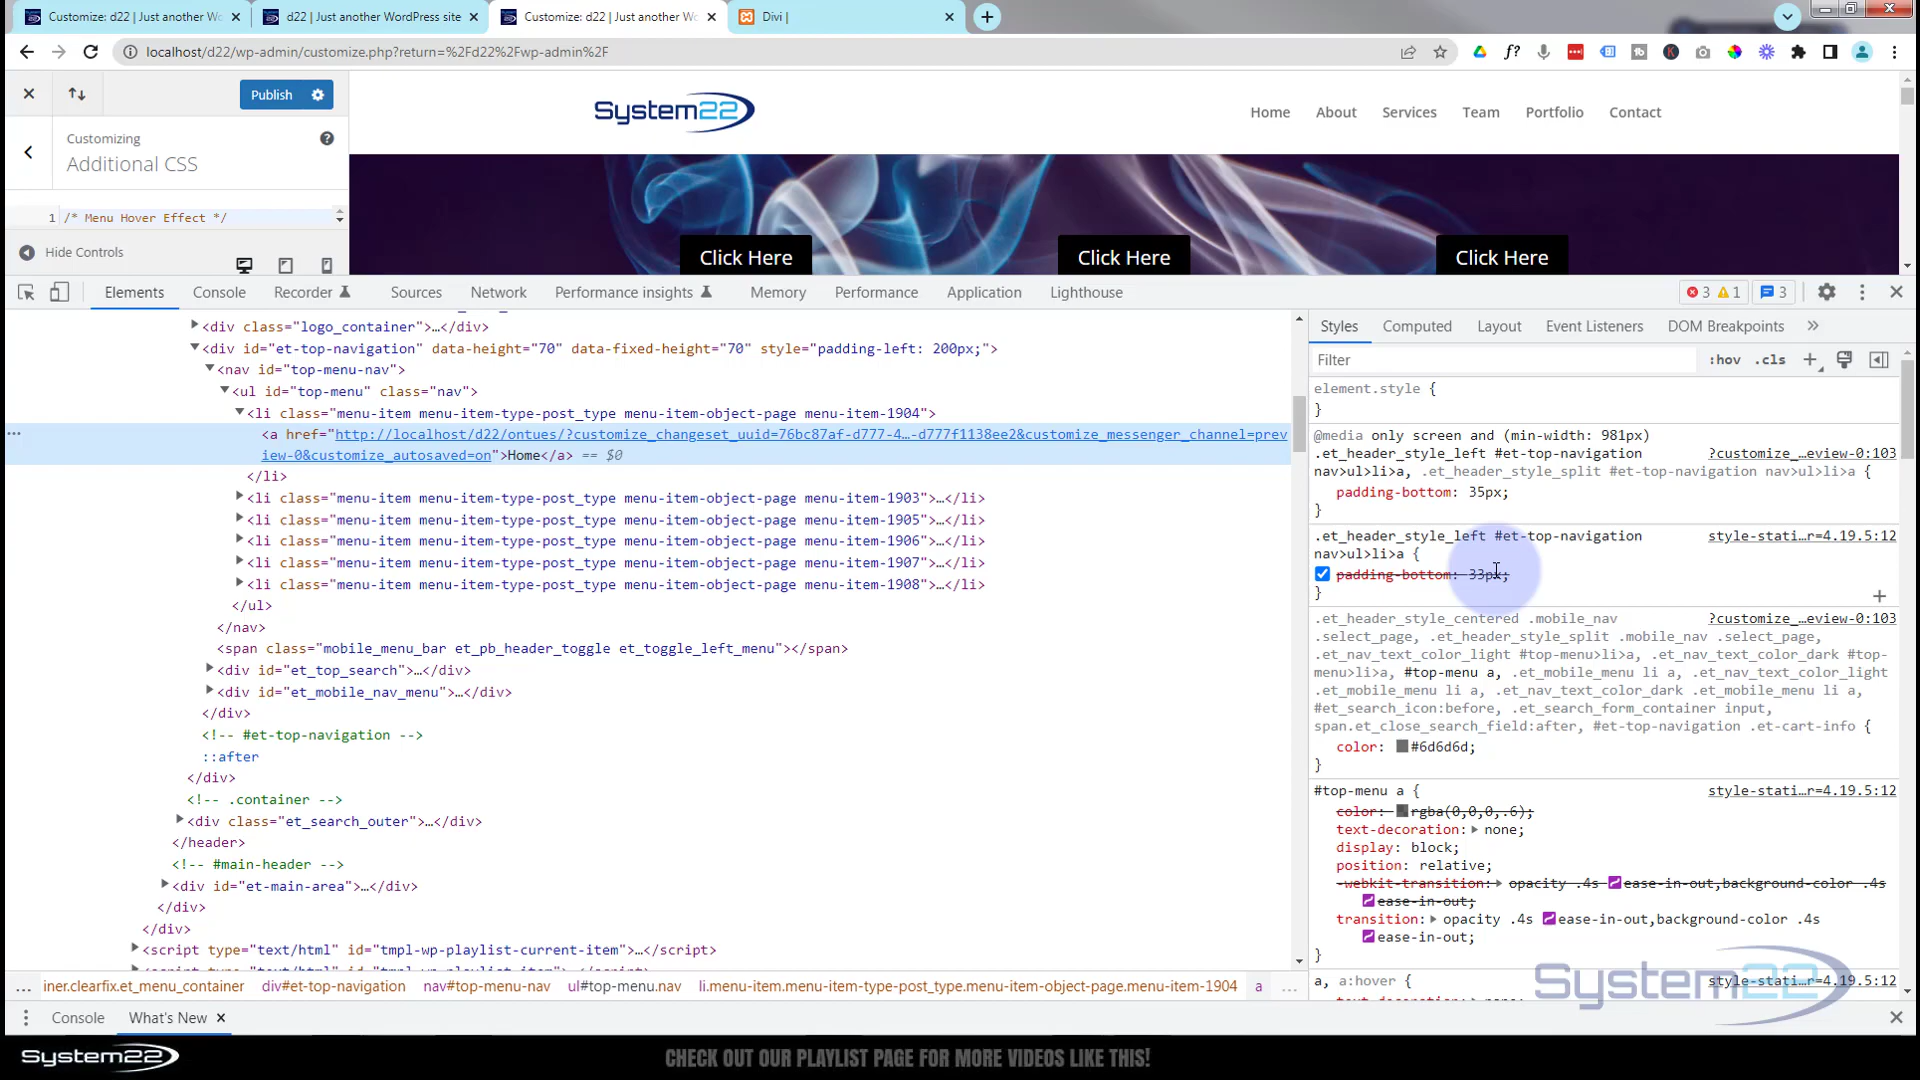 Customize: d22 | Just another Wo
d22 | Just another WordPress site
Customize: d22 | Just another Wo
Divi |
localhost/d22/wp-admin/customize.php?return=%2Fd22%2Fwp-admin%2F
Publish
System22
Home About Services Team Portfolio Contact
Customizing
Additional CSS
1 /* Menu Hover Effect */
Hide Controls
Click Here Click Here Click Here
Elements Console Recorder Sources Network Performance insights Memory Performance Application Lighthouse 3 1 3
<div class="logo_container">…</div>
<div id="et-top-navigation" data-height="70" data-fixed-height="70" style="padding-left: 200px;">
<nav id="top-menu-nav">
<ul id="top-menu" class="nav">
<li class="menu-item menu-item-type-post_type menu-item-object-page menu-item-1904">
<a href="http://localhost/d22/ontues/?customize_changeset_uuid=76bc87af-d777-4…-d777f1138ee2&customize_messenger_channel=prev
iew-0&customize_autosaved=on">Home</a> == $0
</li>
<li class="menu-item menu-item-type-post_type menu-item-object-page menu-item-1903">…</li>
<li class="menu-item menu-item-type-post_type menu-item-object-page menu-item-1905">…</li>
<li class="menu-item menu-item-type-post_type menu-item-object-page menu-item-1906">…</li>
<li class="menu-item menu-item-type-post_type menu-item-object-page menu-item-1907">…</li>
<li class="menu-item menu-item-type-post_type menu-item-object-page menu-item-1908">…</li>
</ul>
</nav>
<span class="mobile_menu_bar et_pb_header_toggle et_toggle_left_menu"></span>
<div id="et_top_search">…</div>
<div id="et_mobile_nav_menu">…</div>
</div>
<!-- #et-top-navigation -->
::after
</div>
<!-- .container -->
<div class="et_search_outer">…</div>
</header>
<!-- #main-header -->
<div id="et-main-area">…</div>
</div>
</div>
<script type="text/html" id="tmpl-wp-playlist-current-item">…</script>
… iner.clearfix.et_menu_container div#et-top-navigation nav#top-menu-nav ul#top-menu.nav li.menu-item.menu-item-type-post_type.menu-item-object-page.menu-item-1904 a …
Styles Computed Layout Event Listeners DOM Breakpoints »
Filter :hov .cls +
element.style {
}
@media only screen and (min-width: 981px)
.et_header_style_left #et-top-navigation ?customize_…eview-0:103
nav>ul>li>a, .et_header_style_split #et-top-navigation nav>ul>li>a {
padding-bottom: 35px;
}
.et_header_style_left #et-top-navigation style-stati…r=4.19.5:12
nav>ul>li>a {
padding-bottom: 33px;
}
.et_header_style_centered .mobile_nav ?customize_…eview-0:103
.select_page, .et_header_style_split .mobile_nav .select_page,
.et_nav_text_color_light #top-menu>li>a, .et_nav_text_color_dark #top-
menu>li>a, #top-menu a, .et_mobile_menu li a, .et_nav_text_color_light
.et_mobile_menu li a, .et_nav_text_color_dark .et_mobile_menu li a,
#et_search_icon:before, .et_search_form_container input,
span.et_close_search_field:after, #et-top-navigation .et-cart-info {
color: #6d6d6d;
}
#top-menu a { style-stati…r=4.19.5:12
color: rgba(0,0,0,.6);
text-decoration: none;
display: block;
position: relative;
-webkit-transition: opacity .4s ease-in-out,background-color .4s
ease-in-out;
transition: opacity .4s ease-in-out,background-color .4s
ease-in-out;
}
a, a:hover { style-stati…r=4.19.5:12
System22
Console What's New ×
System22
CHECK OUT OUR PLAYLIST PAGE FOR MORE VIDEOS LIKE THIS!